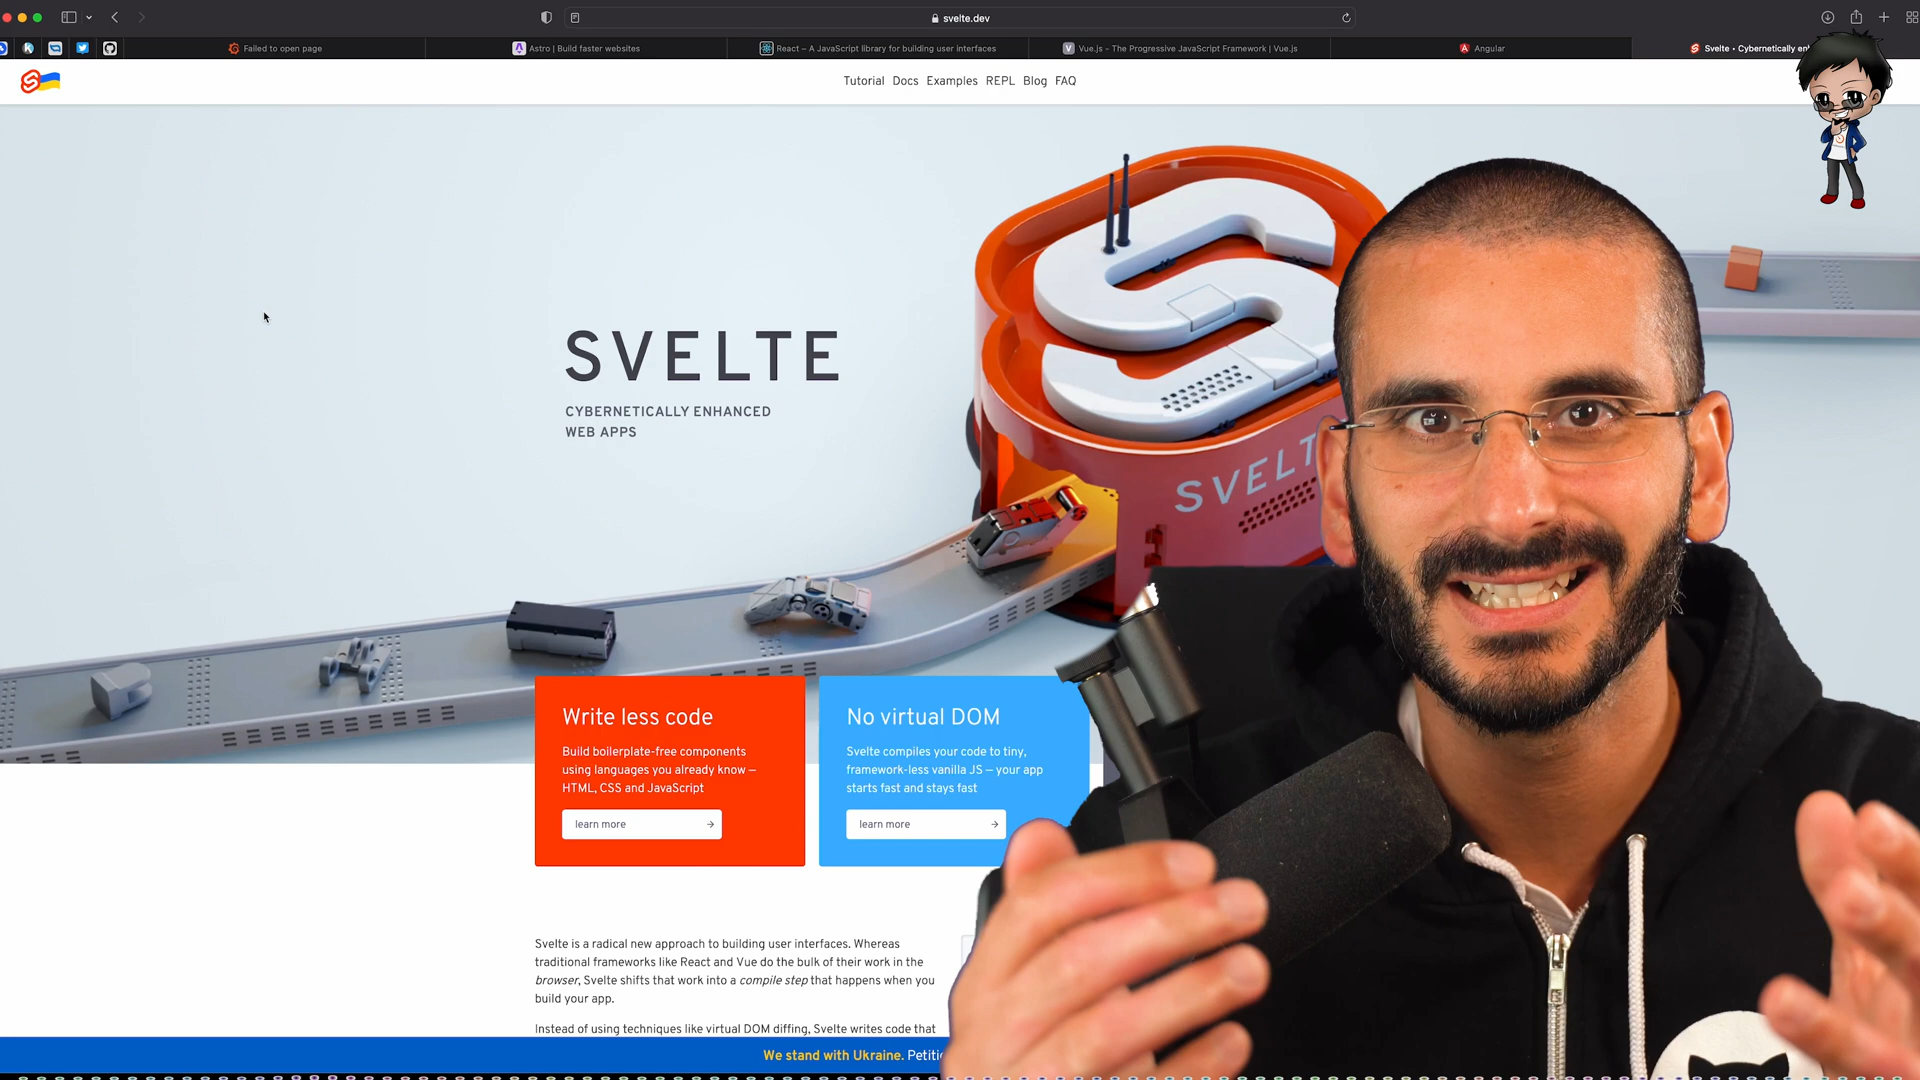 svelte.dev
Failed to open page
Astro | Build faster websites
React – A JavaScript library for building user interfaces
Vue.js - The Progressive JavaScript Framework | Vue.js
Angular
Svelte • Cybernetically
Tutorial Docs Examples REPL Blog FAQ
SVELTE
CYBERNETICALLY ENHANCED
WEB APPS
SVELT
Write less code
Build boilerplate-free components
using languages you already know —
HTML, CSS and JavaScript
learn more
No virtual DOM
Svelte compiles your code to tiny,
framework-less vanilla JS — your app
starts fast and stays fast
learn more
Svelte is a radical new approach to building user interfaces. Whereas
traditional frameworks like React and Vue do the bulk of their work in the
browser, Svelte shifts that work into a compile step that happens when you
build your app.
Instead of using techniques like virtual DOM diffing, Svelte writes code that
We stand with Ukraine. Petiti